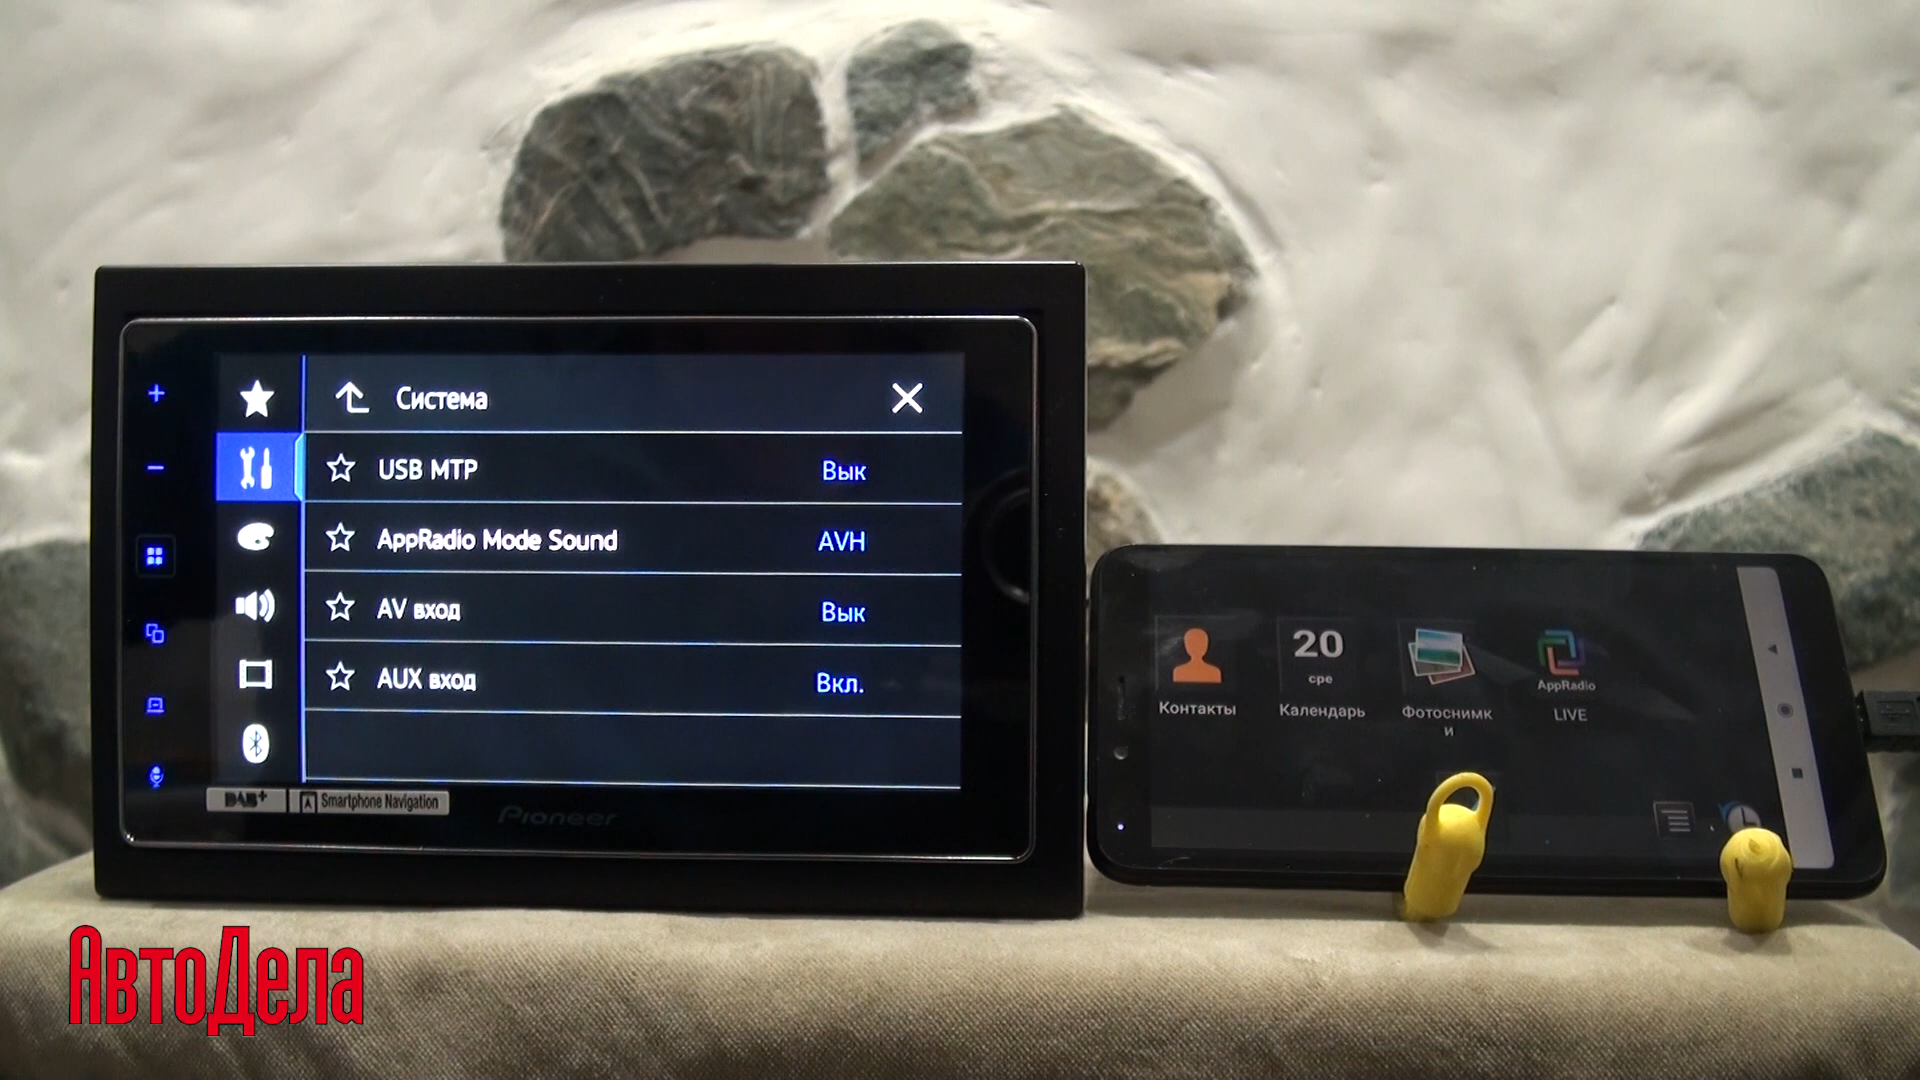 Система
USB MTP Вык
AppRadio Mode Sound AVH
AV вход Вык
AUX вход Вкл.
DAB+ Smartphone Navigation
Pioneer
20
сре
AppRadio
Контакты Календарь Фотоснимк
и
LIVE
АвтоДела